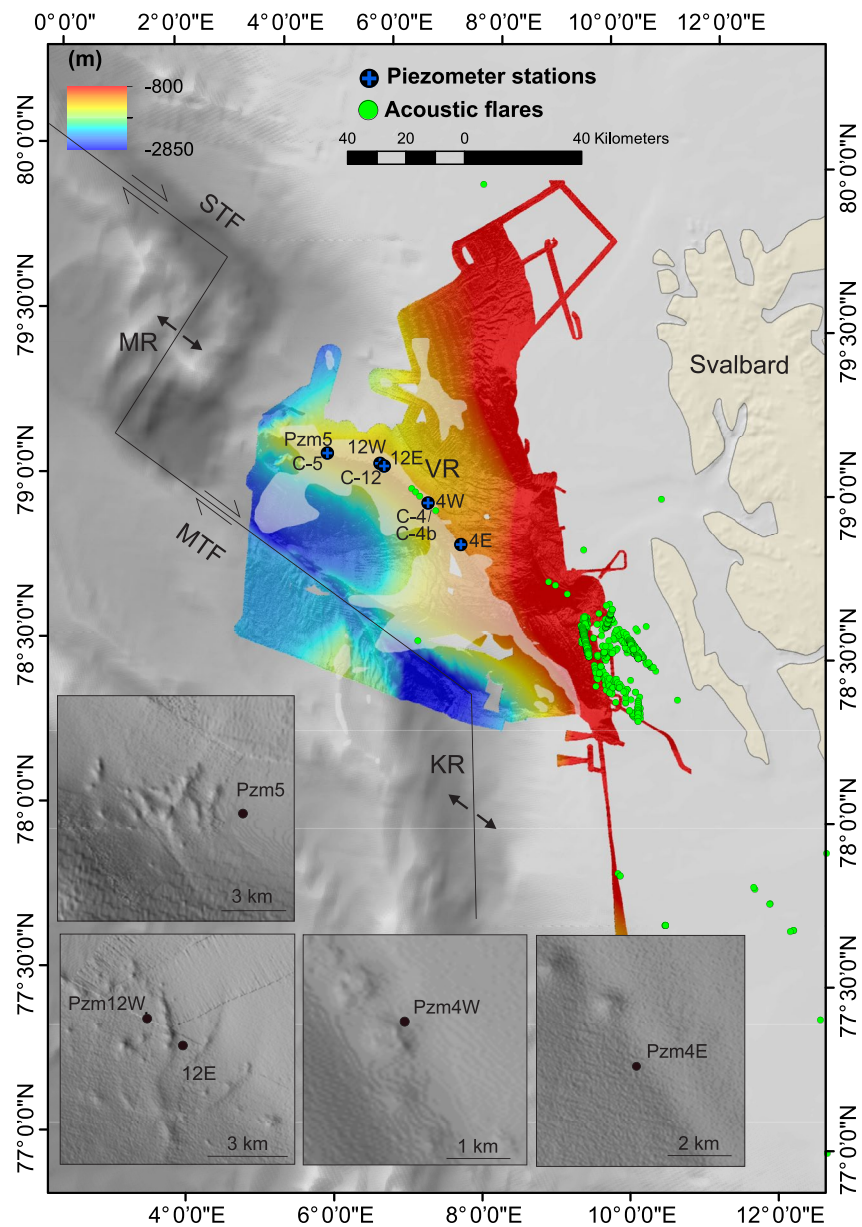 0° 0'0"E 2° 0'0"E 4° 0'0"E 6° 0'0"E 8° 0'0"E 10° 0'0"E 12° 0'0"E
(m)
-800
-2850
Piezometer stations
Acoustic flares
40 20 0 40 Kilometers
80° 0'0"N
80° 0'0"N
STF
79° 30'0"N
79° 30'0"N
MR
Svalbard
Pzm5
12W
12E
VR
C-5
C-12
79° 0'0"N
79° 0'0"N
4W
C-4/
C-4b
4E
MTF
78° 30'0"N
78° 30'0"N
KR
78° 0'0"N
78° 0'0"N
Pzm5
3 km
77° 30'0"N
77° 30'0"N
Pzm12W
12E
3 km
Pzm4W
1 km
Pzm4E
2 km
77° 0'0"N
77° 0'0"N
4° 0'0"E 6° 0'0"E 8° 0'0"E 10° 0'0"E 12° 0'0"E